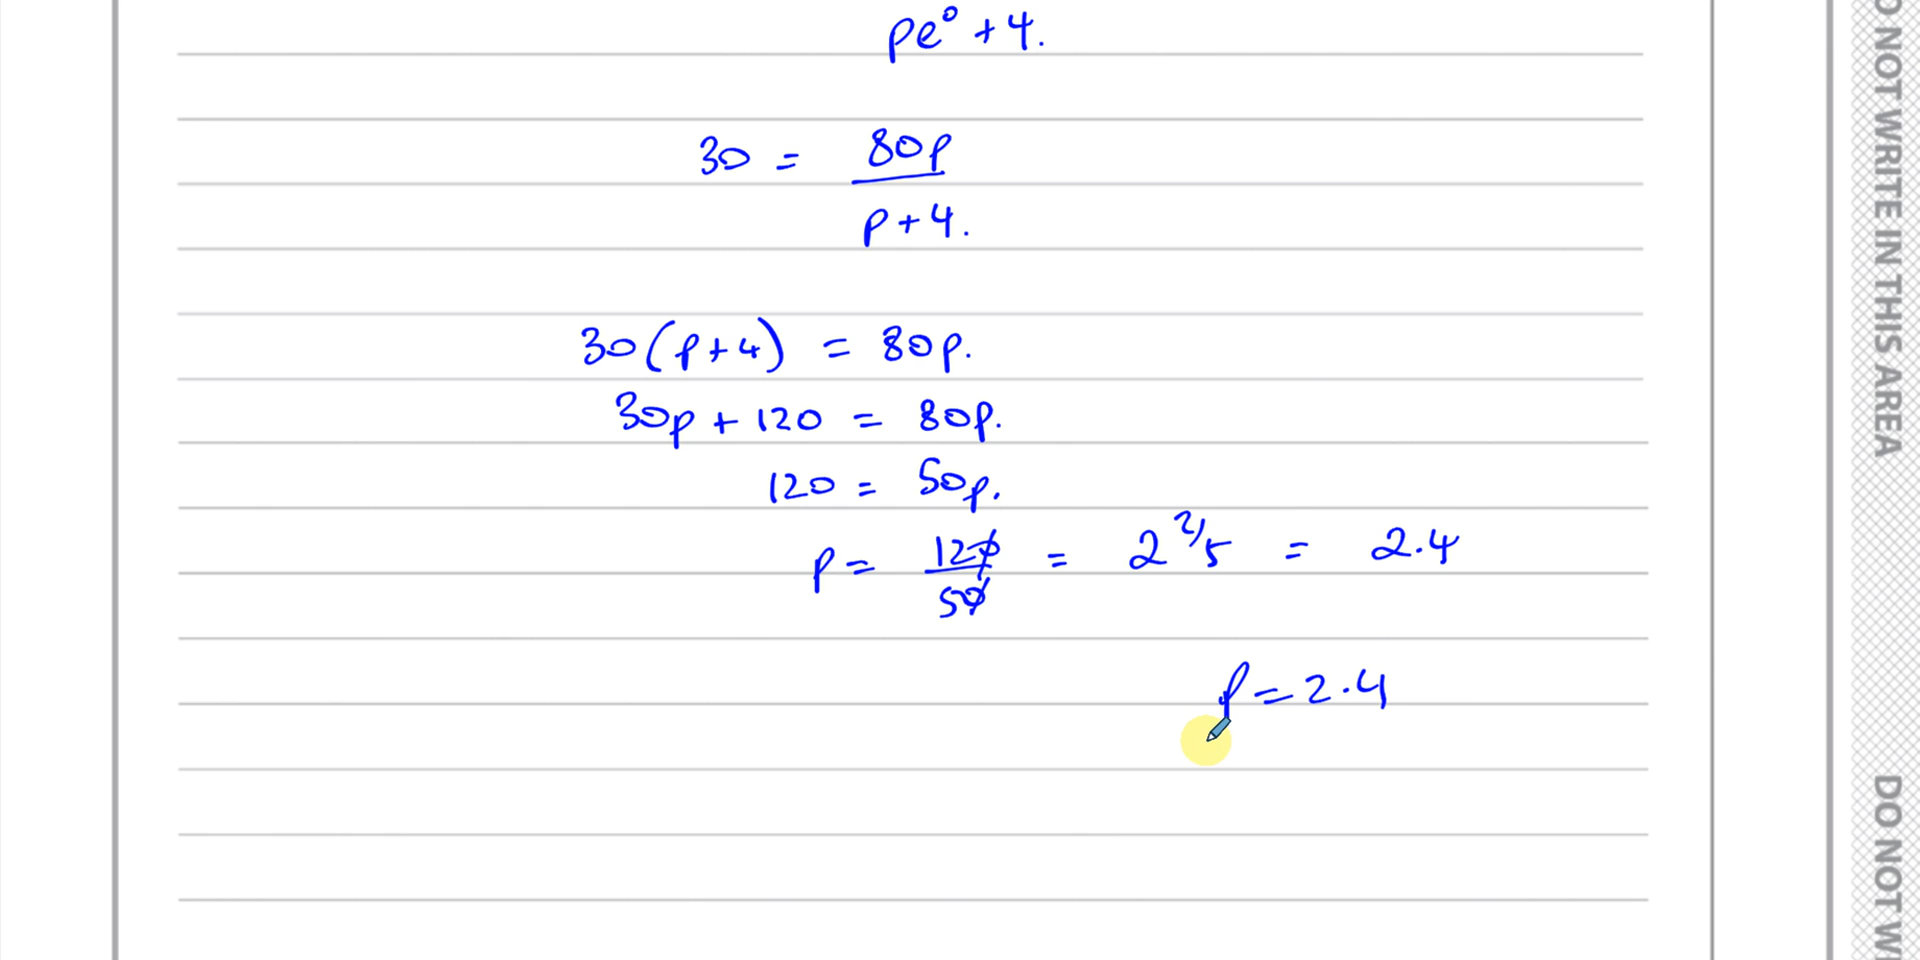 pe⁰ + 4.
30 = 80p / p + 4.
30(p+4) = 80p.
30p + 120 = 80p.
120 = 50p.
p = 120/50 = 2 2/5 = 2.4
p = 2.4
DO NOT WRITE IN THIS AREA
DO NOT W